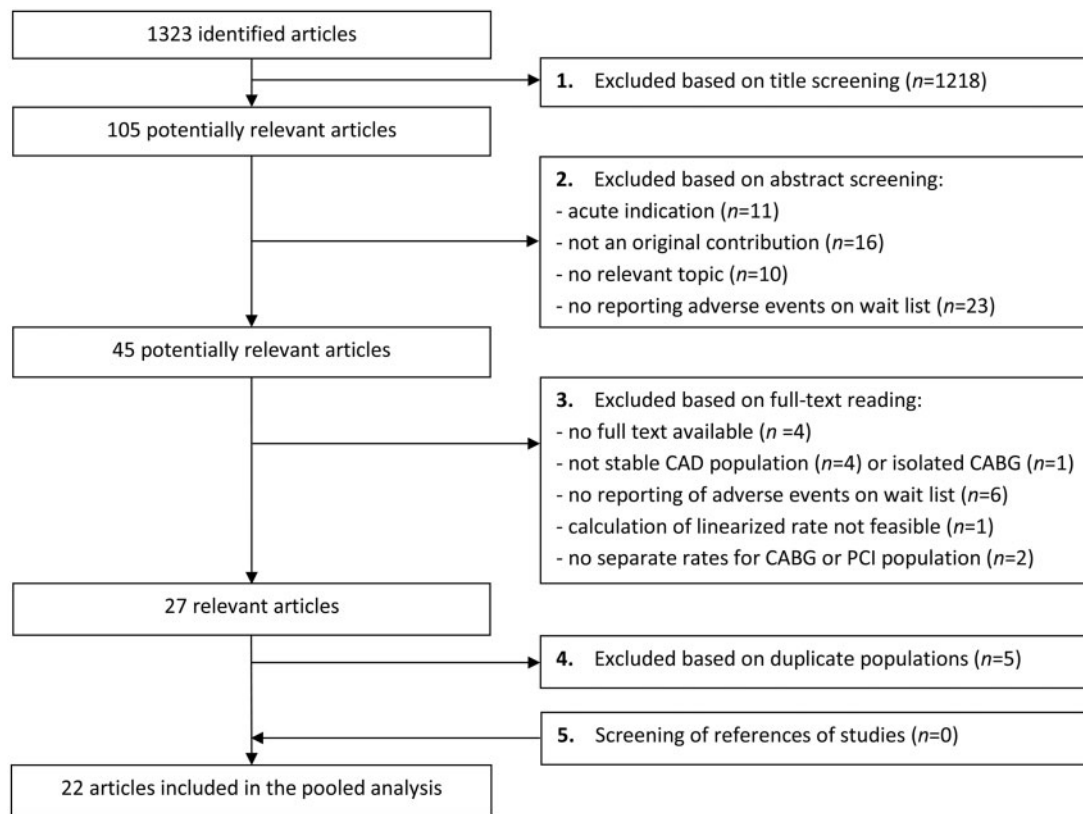 1323 identified articles
1. Excluded based on title screening (n=1218)
105 potentially relevant articles
2. Excluded based on abstract screening:
- acute indication (n=11)
- not an original contribution (n=16)
- no relevant topic (n=10)
- no reporting adverse events on wait list (n=23)
45 potentially relevant articles
3. Excluded based on full-text reading:
- no full text available (n =4)
- not stable CAD population (n=4) or isolated CABG (n=1)
- no reporting of adverse events on wait list (n=6)
- calculation of linearized rate not feasible (n=1)
- no separate rates for CABG or PCI population (n=2)
27 relevant articles
4. Excluded based on duplicate populations (n=5)
5. Screening of references of studies (n=0)
22 articles included in the pooled analysis